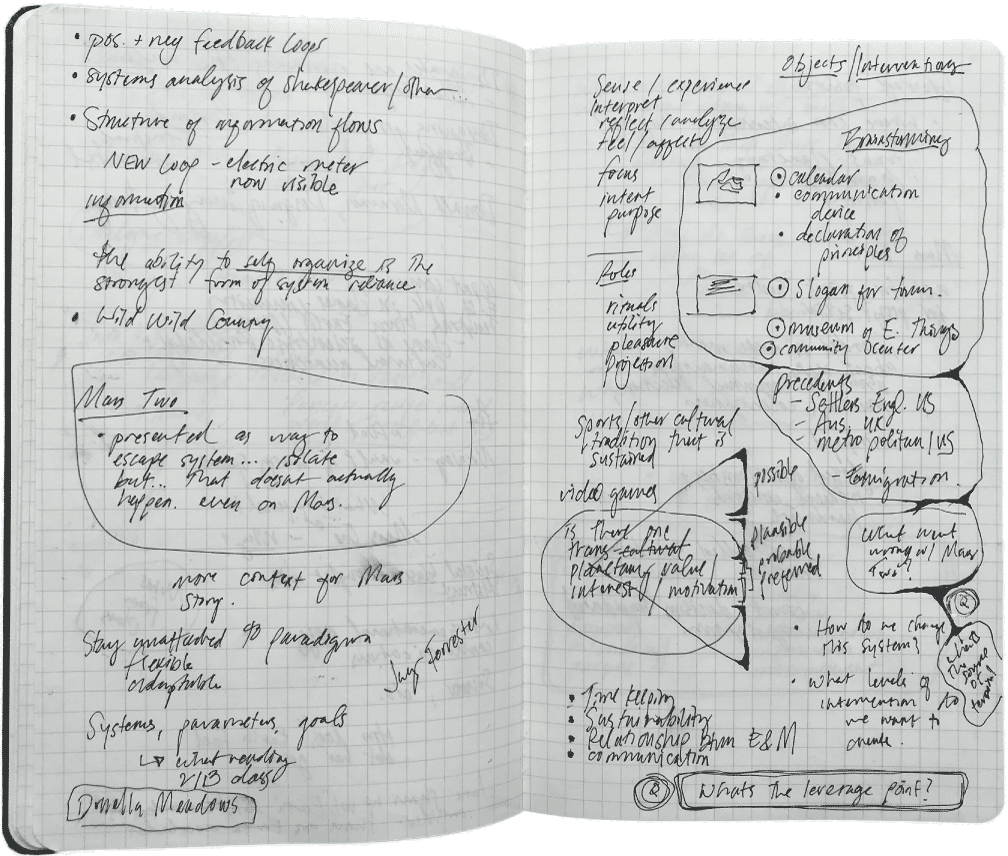 • pos. + neg feedback loops
• systems analysis of shakespeare/other...
• Structure of information flows
NEW Loop - electric meter
now visible
information
the ability to self organize is the
strongest form of system reliance
• Wild Wild Country
Mars Two
• presented as way to
escape system... isolate
but... that doesnt actually
happen. even on Mars.
more context for Mars
story.
Stay unattached to paradigm
flexible
adaptable
Jay Forrester
Systems, parameters, goals
↳ what reading
2/13 class
Donella Meadows
Objects/Interventions
Sense / experience
Interpret
reflect / analyze
feel / affect
focus
intent
purpose
Roles
rituals
utility
pleasure
projection
Brainstorming
• calendar
• communication
device
• declaration of
principles
• Slogan for town.
• museum of E. Things
• community center
precedents
- Settlers Engl. US
- Aus. UK
- metropolitan/US
- Emigration.
Sports/other cultural
tradition that is
sustained
video games
is there one
trans-cultural
planetary value/
interest / motivation
possible
plausible
probable
preferred
What went
wrong w/ Mars
Two?
Q
what is
the
source
of
• How do we change
this system?
• What levels of
intervention do
we want to
create.
• Time keeping
• Sustainability
• Relationship btwn E&M
• communication
Q
Whats the leverage point?